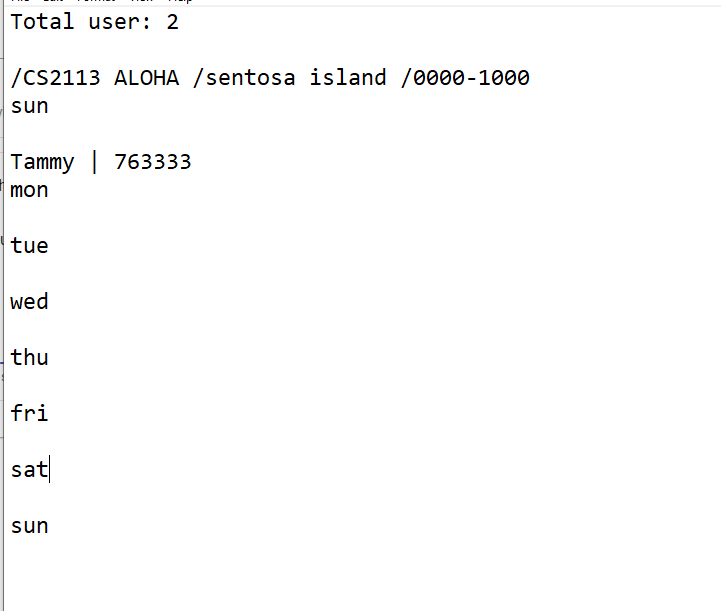 Total user: 2
/CS2113 ALOHA /sentosa island /0000-1000
sun
Tammy | 763333
mon
tue
wed
thu
fri
sat
sun